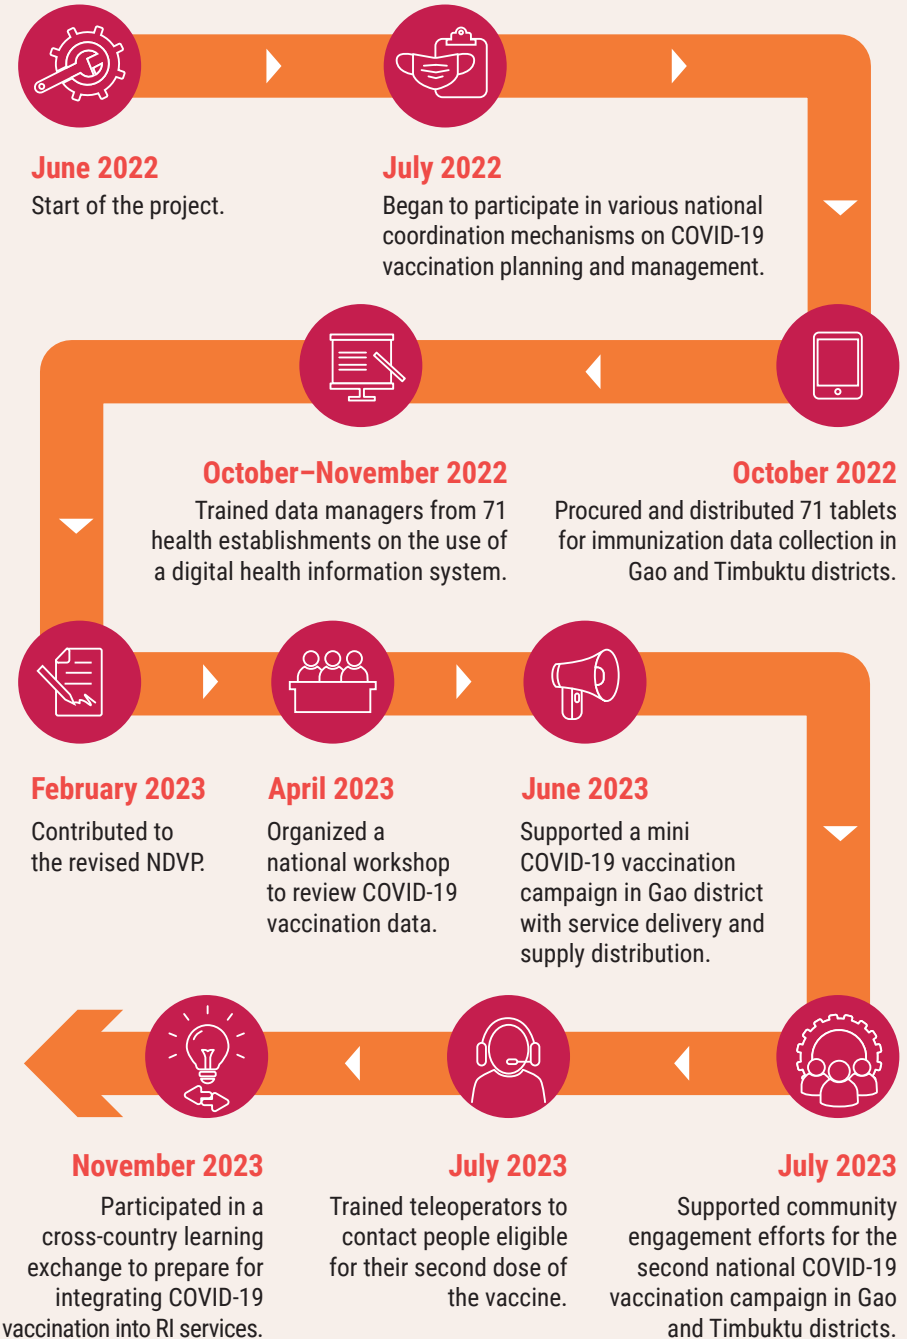 June 2022
Start of the project.
July 2022
Began to participate in various national
coordination mechanisms on COVID-19
vaccination planning and management.
October 2022
Procured and distributed 71 tablets
for immunization data collection in
Gao and Timbuktu districts.
October–November 2022
Trained data managers from 71
health establishments on the use of
a digital health information system.
February 2023
Contributed to
the revised NDVP.
April 2023
Organized a
national workshop
to review COVID-19
vaccination data.
June 2023
Supported a mini
COVID-19 vaccination
campaign in Gao district
with service delivery and
supply distribution.
July 2023
Supported community
engagement efforts for the
second national COVID-19
vaccination campaign in Gao
and Timbuktu districts.
July 2023
Trained teleoperators to
contact people eligible
for their second dose of
the vaccine.
November 2023
Participated in a
cross-country learning
exchange to prepare for
integrating COVID-19
vaccination into RI services.